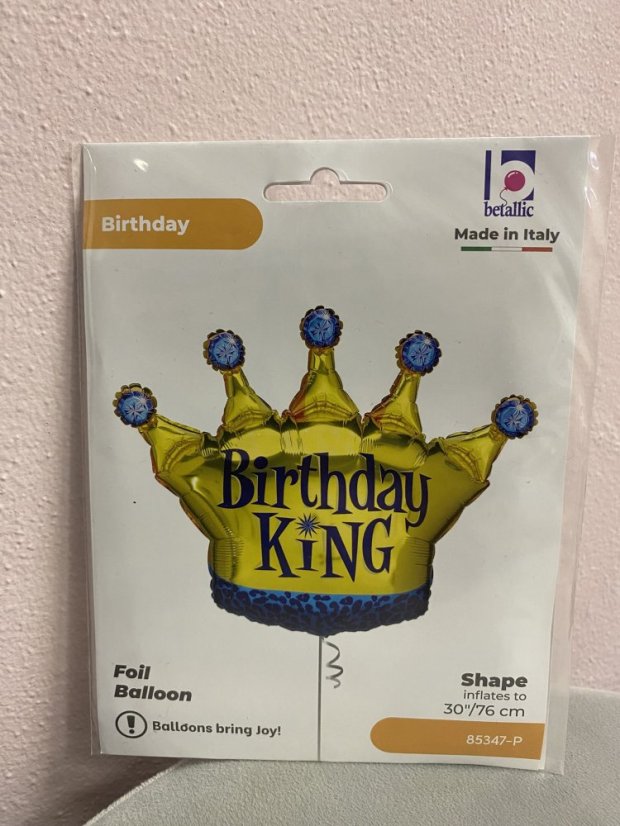 betallic
Birthday
Made in Italy
Birthday
KiNG
Foil
Balloon
Balloons bring Joy!
Shape
inflates to
30"/76 cm
85347-P